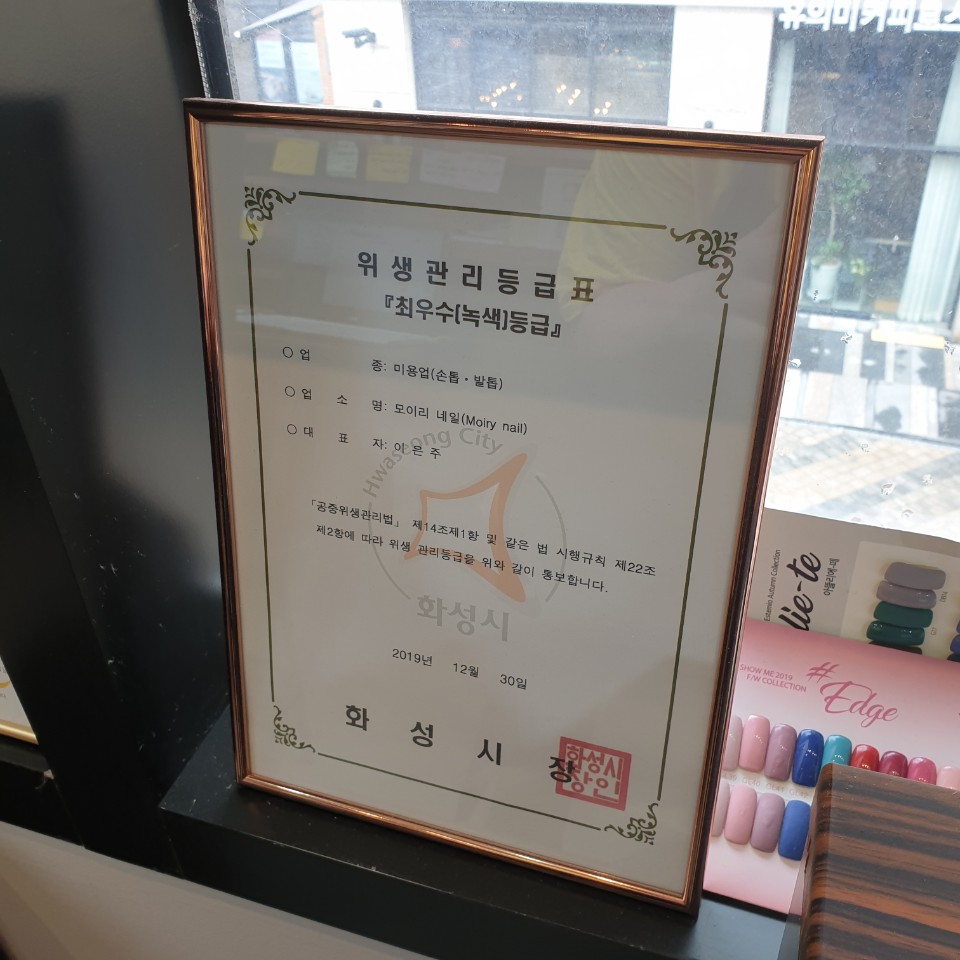 위생관리등급표
『최우수(녹색)등급』
○ 업 종: 미용업(손톱·발톱)
○ 업 소 명: 모이리 네일(Moiry nail)
○ 대 표 자: 이은주
Hwaseong City
「공중위생관리법」 제14조제1항 및 같은 법 시행규칙 제22조
제2항에 따라 위생 관리등급을 위와 같이 통보합니다.
화성시
2019년 12월 30일
화 성 시 장
화성시
장인
Estemio Autumn Collection
lie-te
SHOW ME 2019
F/W COLLECTION
#Edge